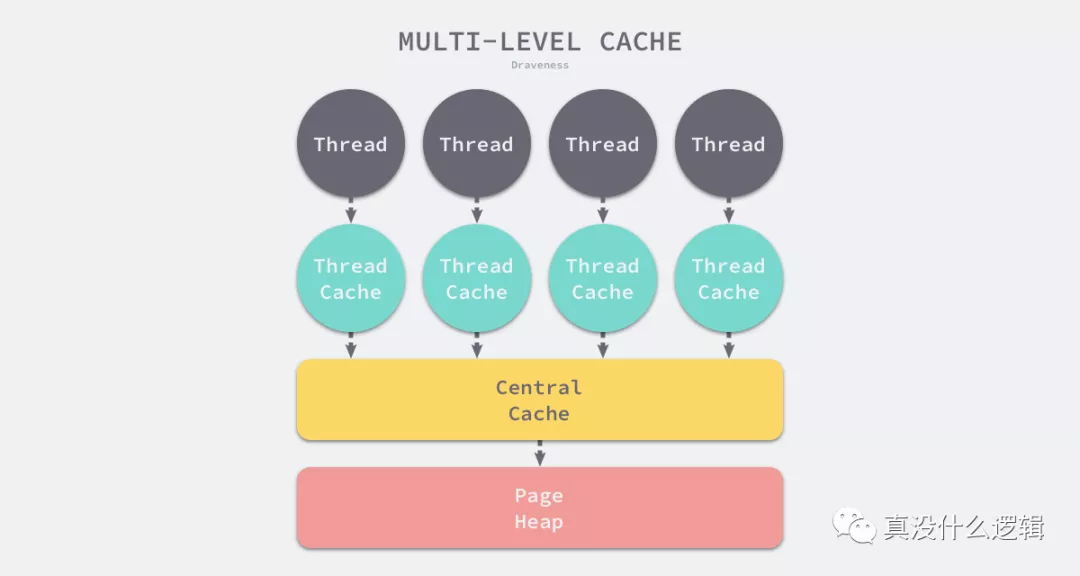 MULTI-LEVEL CACHE
Draveness
Thread Thread Thread Thread
Thread Thread Thread Thread
Cache Cache Cache Cache
Central
Cache
Page
Heap
真没什么逻辑